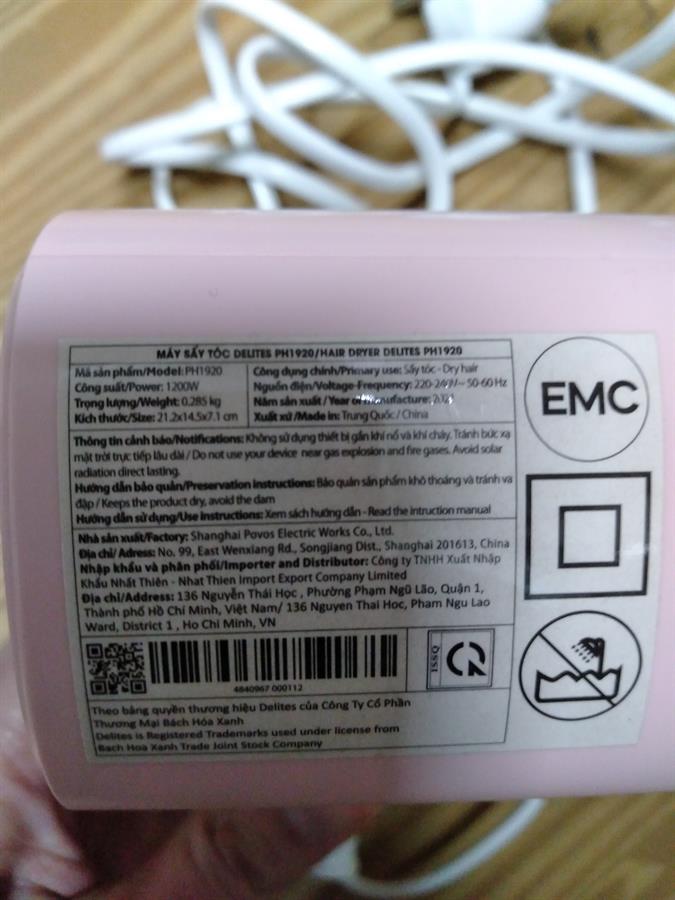 MÁY SẤY TÓC DELITES PH1920/HAIR DRYER DELITES PH1920
Mã sản phẩm/Model: PH1920
Công suất/Power: 1200W
Trọng lượng/Weight: 0.285 kg
Kích thước/Size: 21.2x14.5x7.1 cm
Công dụng chính/Primary use: Sấy tóc - Dry hair
Nguồn điện/Voltage-Frequency: 220-240V~ 50-60Hz
Năm sản xuất / Year of Manufacture:
Xuất xứ/Made in: Trung Quốc / China
Thông tin cảnh báo/Notifications: Không sử dụng thiết bị gần khí nổ và khí cháy. Tránh bức xạ
mặt trời trực tiếp lâu dài / Do not use your device near gas explosion and fire gases. Avoid solar
radiation direct lasting.
Hướng dẫn bảo quản/Preservation instructions: Bảo quản sản phẩm khô thoáng và tránh va
đập / Keeps the product dry, avoid the dam
Hướng dẫn sử dụng/Use instructions: Xem sách hướng dẫn - Read the intruction manual
Nhà sản xuất/Factory: Shanghai Povos Electric Works Co., Ltd.
Địa chỉ/ Adress: No. 99, East Wenxiang Rd., Songjiang Dist., Shanghai 201613, China
Nhập khẩu và phân phối/Importer and Distributor: Công ty TNHH Xuất Nhập
Khẩu Nhất Thiên - Nhat Thien Import Export Company Limited
Địa chỉ/Address: 136 Nguyễn Thái Học , Phường Phạm Ngũ Lão, Quận 1,
Thành phố Hồ Chí Minh, Việt Nam/ 136 Nguyen Thai Hoc, Pham Ngu Lao
Ward, District 1 , Ho Chi Minh, VN
4840967 000112
ISSQ
Theo bảng quyền thương hiệu Delites của Công Ty Cổ Phần
Thương Mại Bách Hóa Xanh
Delites is Registered Trademarks used under license from
Bach Hoa Xanh Trade Joint Stock Company
EMC